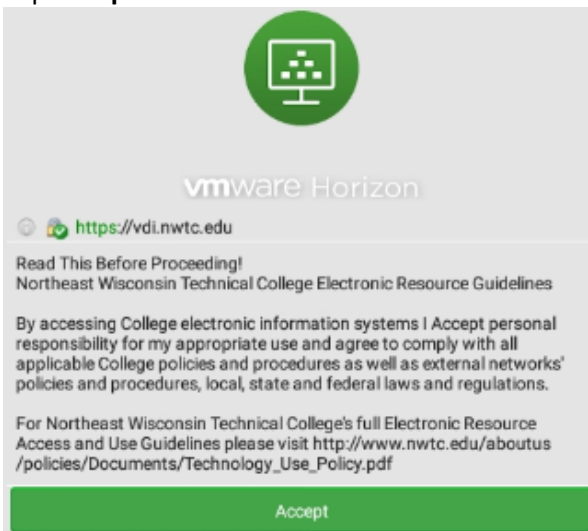 vmware Horizon
https://vdi.nwtc.edu
Read This Before Proceeding!
Northeast Wisconsin Technical College Electronic Resource Guidelines
By accessing College electronic information systems I Accept personal
responsibility for my appropriate use and agree to comply with all
applicable College policies and procedures as well as external networks'
policies and procedures, local, state and federal laws and regulations.
For Northeast Wisconsin Technical College's full Electronic Resource
Access and Use Guidelines please visit http://www.nwtc.edu/aboutus
/policies/Documents/Technology_Use_Policy.pdf
Accept